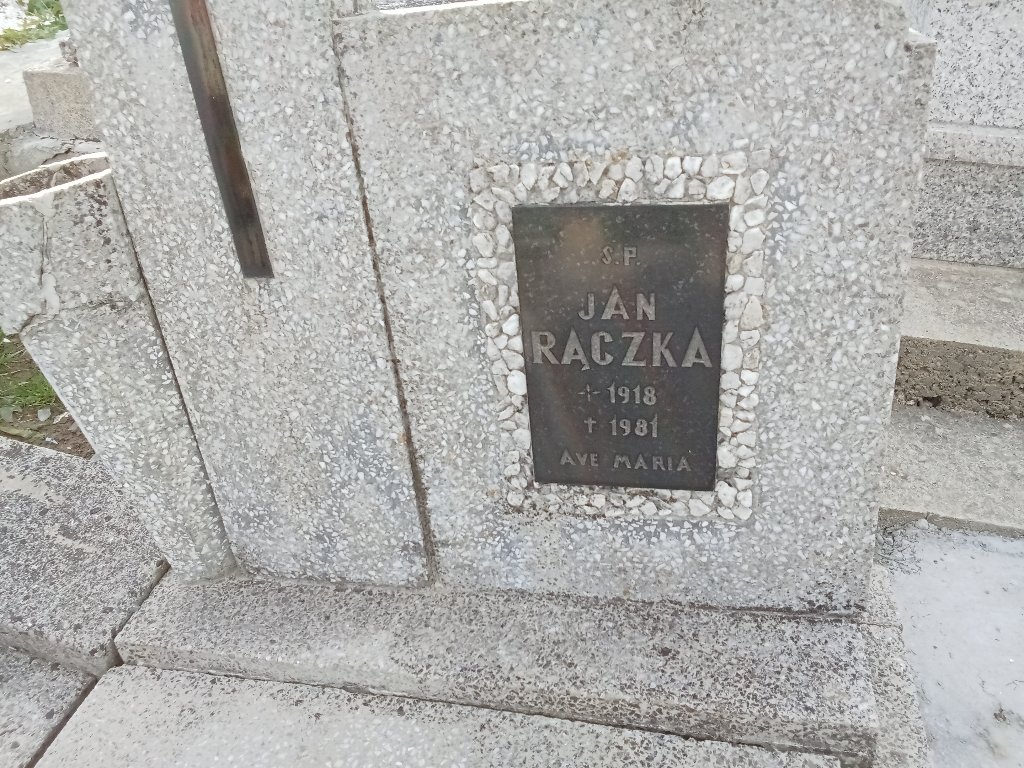 Ś.P.
JAN
RĄCZKA
* 1918
† 1981
AVE MARIA